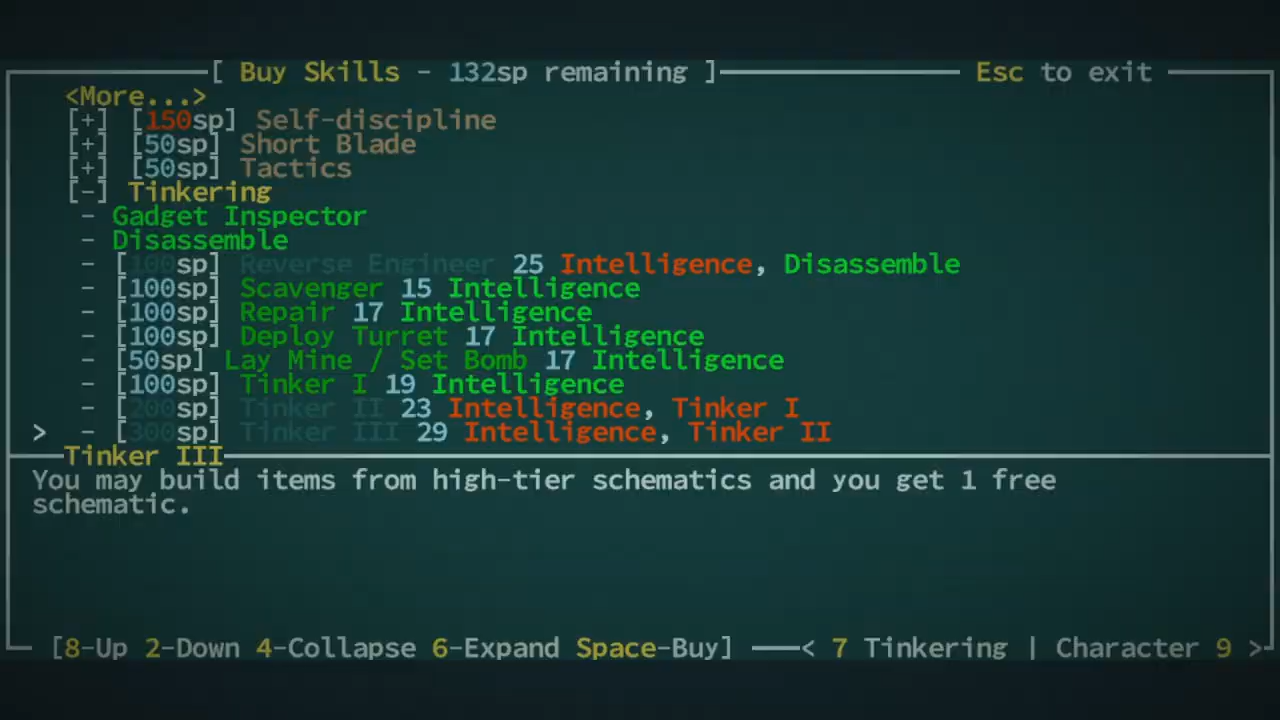 [ Buy Skills - 132sp remaining ] Esc to exit
<More...>
[+] [150sp] Self-discipline
[+] [50sp] Short Blade
[+] [50sp] Tactics
[-] Tinkering
- Gadget Inspector
- Disassemble
- [100sp] Reverse Engineer 25 Intelligence, Disassemble
- [100sp] Scavenger 15 Intelligence
- [100sp] Repair 17 Intelligence
- [100sp] Deploy Turret 17 Intelligence
- [50sp] Lay Mine / Set Bomb 17 Intelligence
- [100sp] Tinker I 19 Intelligence
- [200sp] Tinker II 23 Intelligence, Tinker I
> - [300sp] Tinker III 29 Intelligence, Tinker II
Tinker III
You may build items from high-tier schematics and you get 1 free
schematic.
[8-Up 2-Down 4-Collapse 6-Expand Space-Buy] < 7 Tinkering | Character 9 >